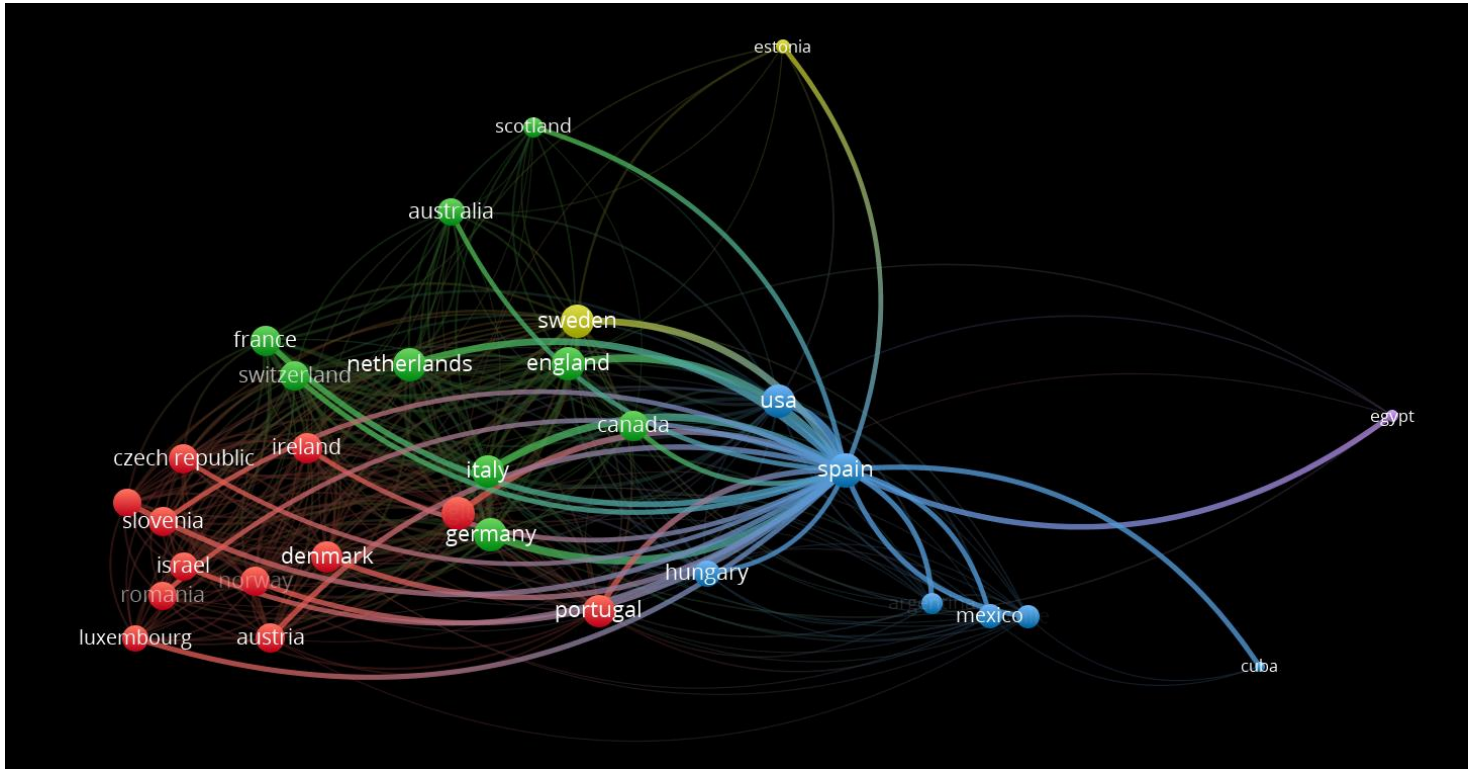 estonia
scotland
australia
sweden
france
netherlands
england
switzerland
usa
egypt
canada
ireland
czech republic
italy
spain
slovenia
germany
denmark
israel
hungary
norway
romania
portugal
mexico
luxembourg
austria
cuba